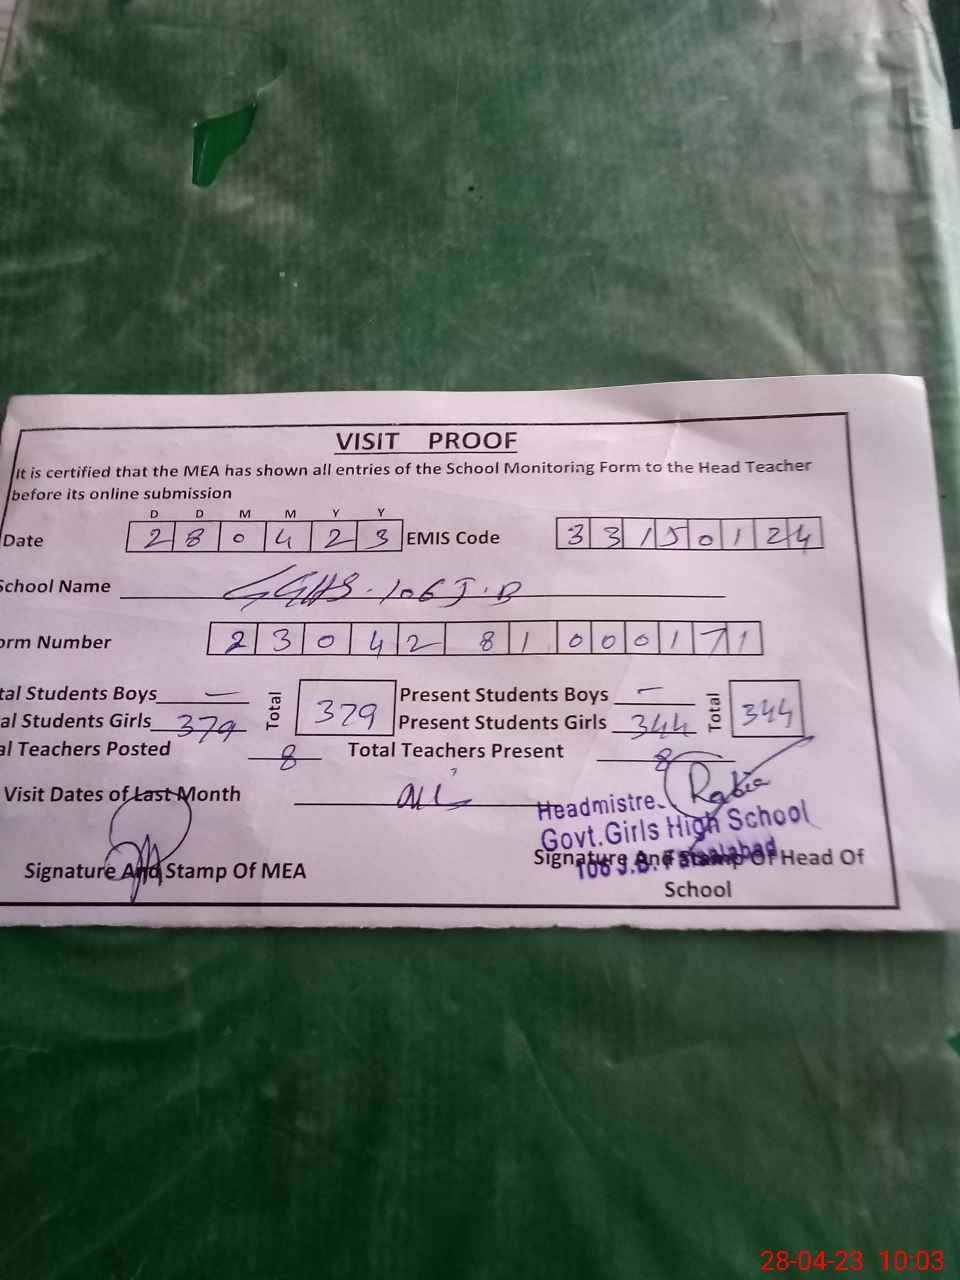 VISIT PROOF
It is certified that the MEA has shown all entries of the School Monitoring Form to the Head Teacher
before its online submission
D D M M Y Y
Date 2 8 0 4 2 3 EMIS Code 3 3 1 5 0 1 2 4
School Name GGHS. 106 J.B
orm Number 2 3 0 4 2 8 1 0 0 0 1 7 1
tal Students Boys — Total 379 Present Students Boys — Total 344
al Students Girls 379 Present Students Girls 344
al Teachers Posted 8 Total Teachers Present 8
Visit Dates of Last Month
Rabia
Headmistre
Govt.Girls High School
106 J.B. Faisalabad
Signature And Stamp Of MEA Signature And Stamp Of Head Of
School
28-04-23 10:03